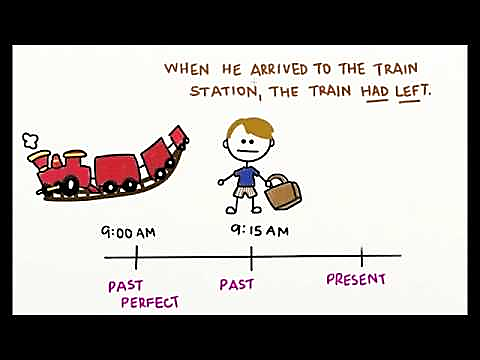 WHEN HE ARRIVED TO THE TRAIN
STATION, THE TRAIN HAD LEFT.
9:00 AM
9:15 AM
PAST
PERFECT
PAST
PRESENT